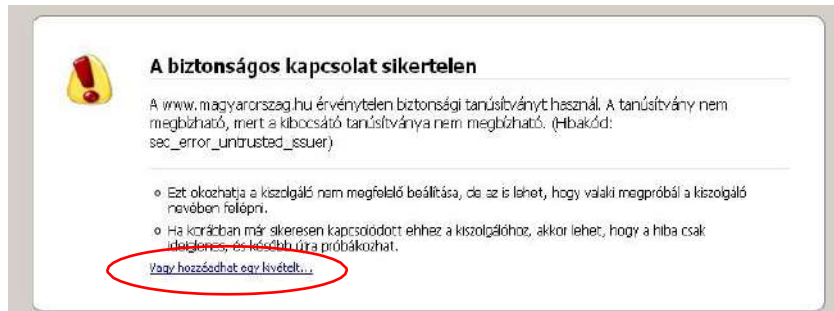 A biztonságos kapcsolat sikertelen
A www.magyarorszag.hu érvénytelen biztonsági tanúsítványt használ. A tanúsítvány nem
megbízható, mert a kibocsátó tanúsítványa nem megbízható. (Hibakód:
sec_error_untrusted_issuer)
Ezt okozhatja a kiszolgáló nem megfelelő beállítása, de az is lehet, hogy valaki megpróbál a kiszolgáló
nevében fellépni.
Ha korábban már sikeresen kapcsolódott ehhez a kiszolgálóhoz, akkor lehet, hogy a hiba csak
ideiglenes, és később újra próbálkozhat.
Vagy hozzáadhat egy kivételt...